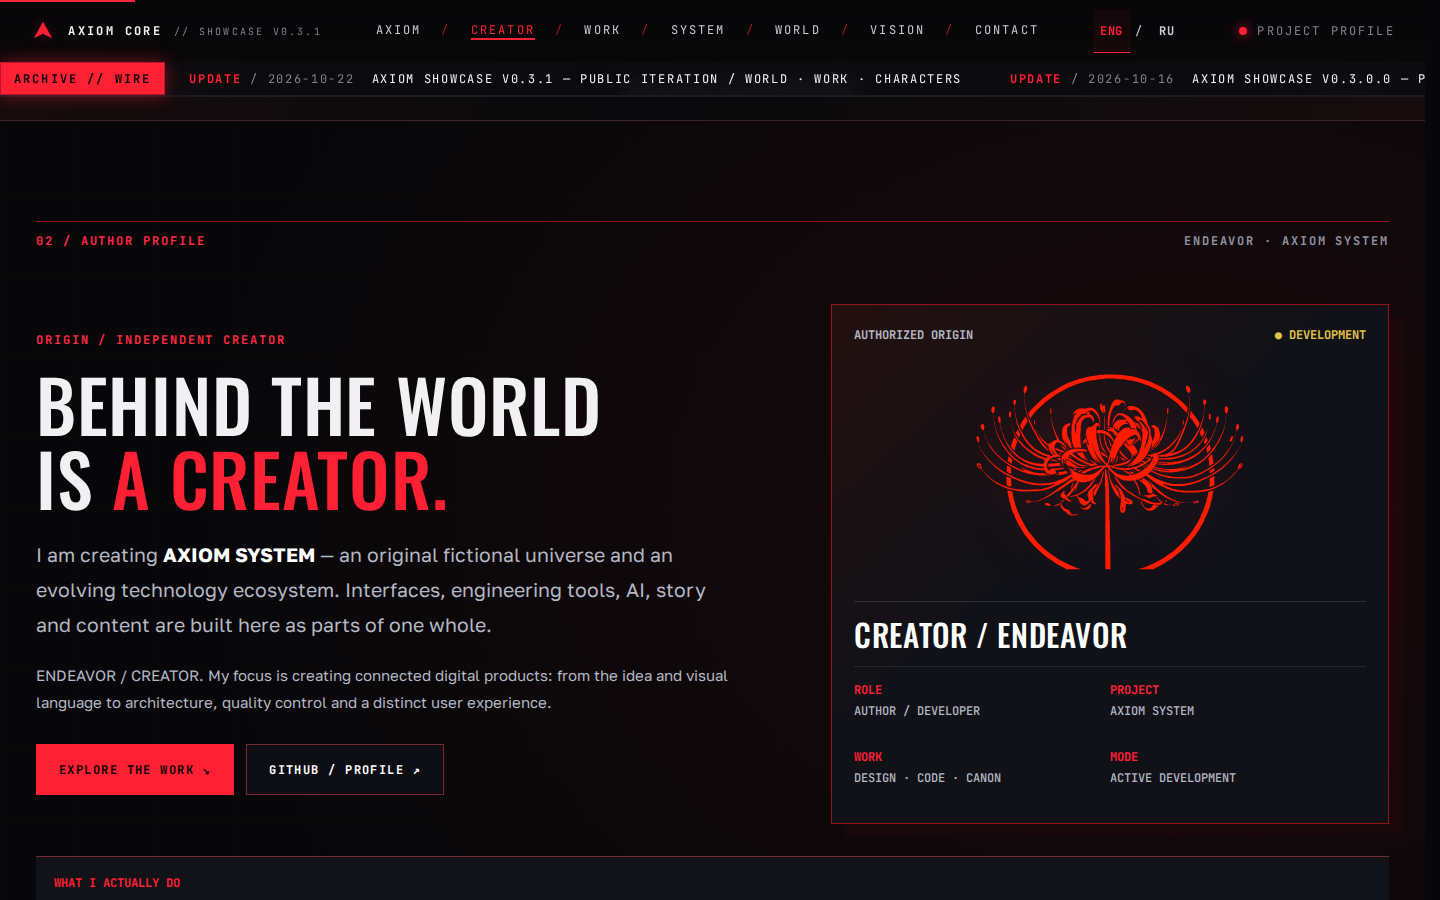 AXIOM CORE // SHOWCASE V0.3.1
AXIOM / CREATOR / WORK / SYSTEM / WORLD / VISION / CONTACT
ENG / RU
PROJECT PROFILE
ARCHIVE // WIRE
UPDATE / 2026-10-22 AXIOM SHOWCASE V0.3.1 — PUBLIC ITERATION / WORLD · WORK · CHARACTERS
UPDATE / 2026-10-16 AXIOM SHOWCASE V0.3.0.0 — P
02 / AUTHOR PROFILE
ENDEAVOR · AXIOM SYSTEM
ORIGIN / INDEPENDENT CREATOR
BEHIND THE WORLD
IS A CREATOR.
I am creating AXIOM SYSTEM — an original fictional universe and an
evolving technology ecosystem. Interfaces, engineering tools, AI, story
and content are built here as parts of one whole.
ENDEAVOR / CREATOR. My focus is creating connected digital products: from the idea and visual
language to architecture, quality control and a distinct user experience.
EXPLORE THE WORK ↘
GITHUB / PROFILE ↗
AUTHORIZED ORIGIN
● DEVELOPMENT
CREATOR / ENDEAVOR
ROLE
AUTHOR / DEVELOPER
PROJECT
AXIOM SYSTEM
WORK
DESIGN · CODE · CANON
MODE
ACTIVE DEVELOPMENT
WHAT I ACTUALLY DO